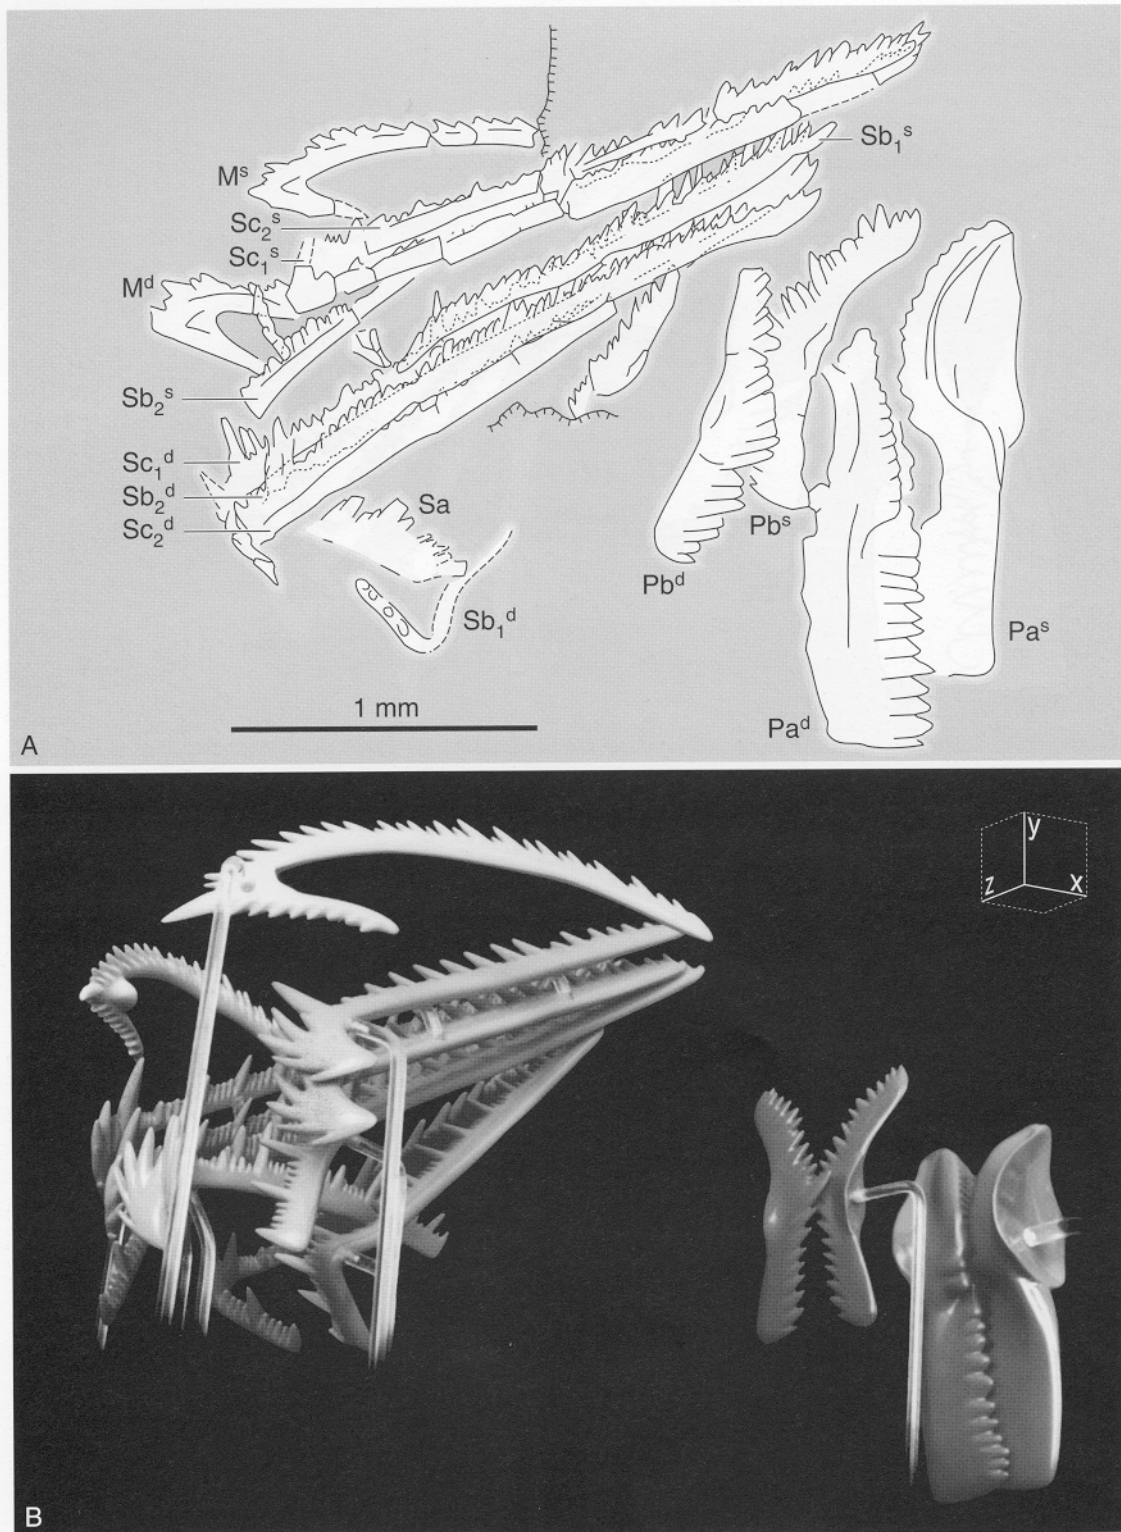 Sb₁ˢ
Mˢ
Sc₂ˢ
Sc₁ˢ
Mᵈ
Sb₂ˢ
Sc₁ᵈ
Sb₂ᵈ
Sc₂ᵈ
Sa
Sb₁ᵈ
Pbˢ
Pbᵈ
Paˢ
Paᵈ
1 mm
A
y
z x
B